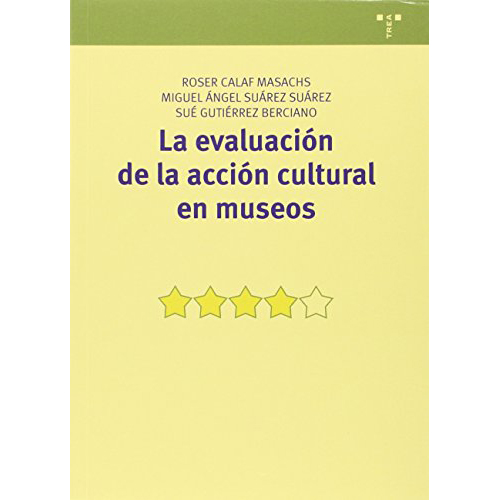 TREA
ROSER CALAF MASACHS
MIGUEL ÁNGEL SUÁREZ SUÁREZ
SUÉ GUTIÉRREZ BERCIANO
La evaluación
de la acción cultural
en museos